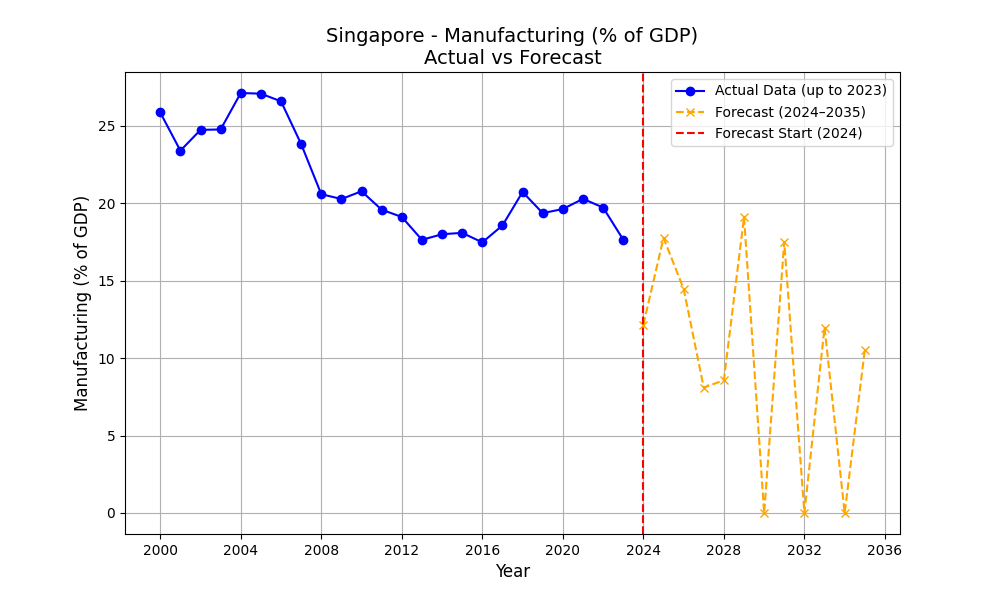 Singapore - Manufacturing (% of GDP)
Actual vs Forecast
Actual Data (up to 2023)
Forecast (2024–2035)
Forecast Start (2024)
Manufacturing (% of GDP)
25
20
15
10
5
0
2000 2004 2008 2012 2016 2020 2024 2028 2032 2036
Year